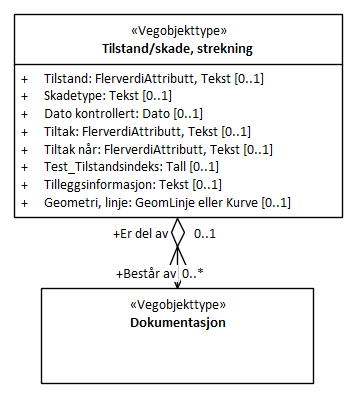 «Vegobjekttype»
Tilstand/skade, strekning
+ Tilstand: FlerverdiAttributt, Tekst [0..1]
+ Skadetype: Tekst [0..1]
+ Dato kontrollert: Dato [0..1]
+ Tiltak: FlerverdiAttributt, Tekst [0..1]
+ Tiltak når: FlerverdiAttributt, Tekst [0..1]
+ Test_Tilstandsindeks: Tall [0..1]
+ Tilleggsinformasjon: Tekst [0..1]
+ Geometri, linje: GeomLinje eller Kurve [0..1]
+Er del av 0..1
+Består av 0..*
«Vegobjekttype»
Dokumentasjon